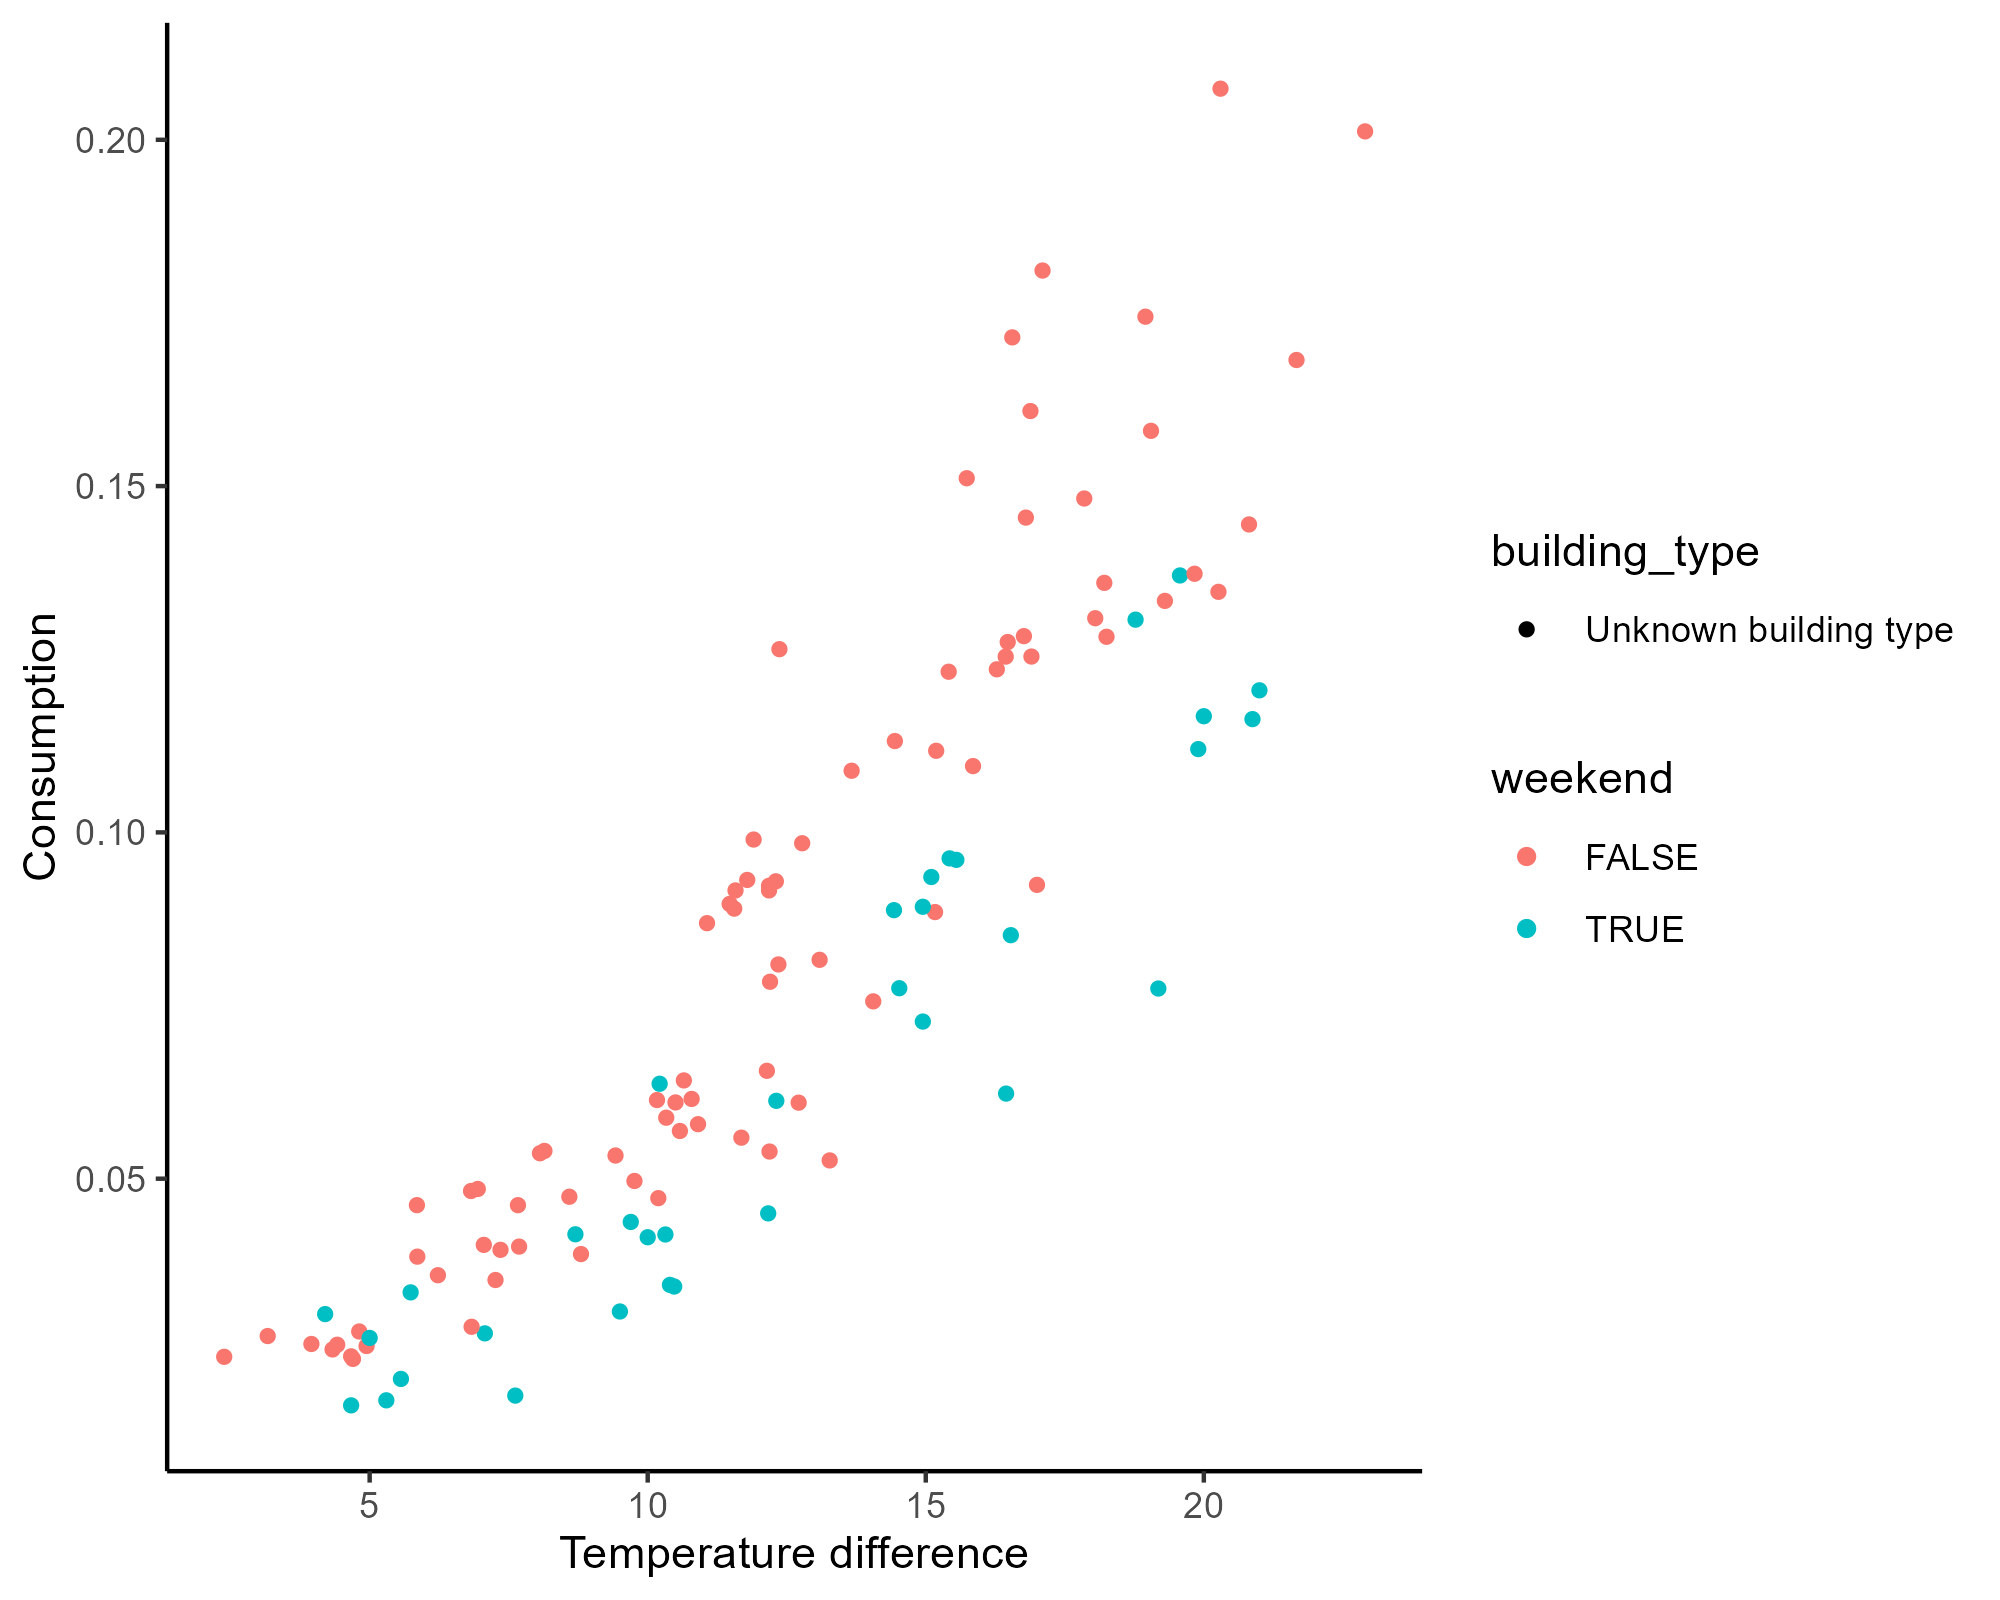 0.20
0.15
0.10
0.05
Consumption
5
10
15
20
Temperature difference
building_type
Unknown building type
weekend
FALSE
TRUE